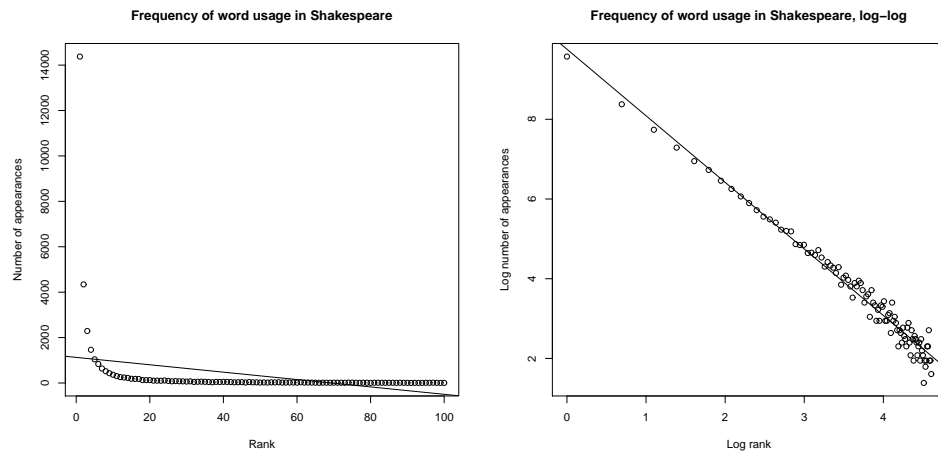 Frequency of word usage in Shakespeare
Number of appearances
14000
12000
10000
8000
6000
4000
2000
0
0 20 40 60 80 100
Rank
Frequency of word usage in Shakespeare, log−log
Log number of appearances
8
6
4
2
0 1 2 3 4
Log rank